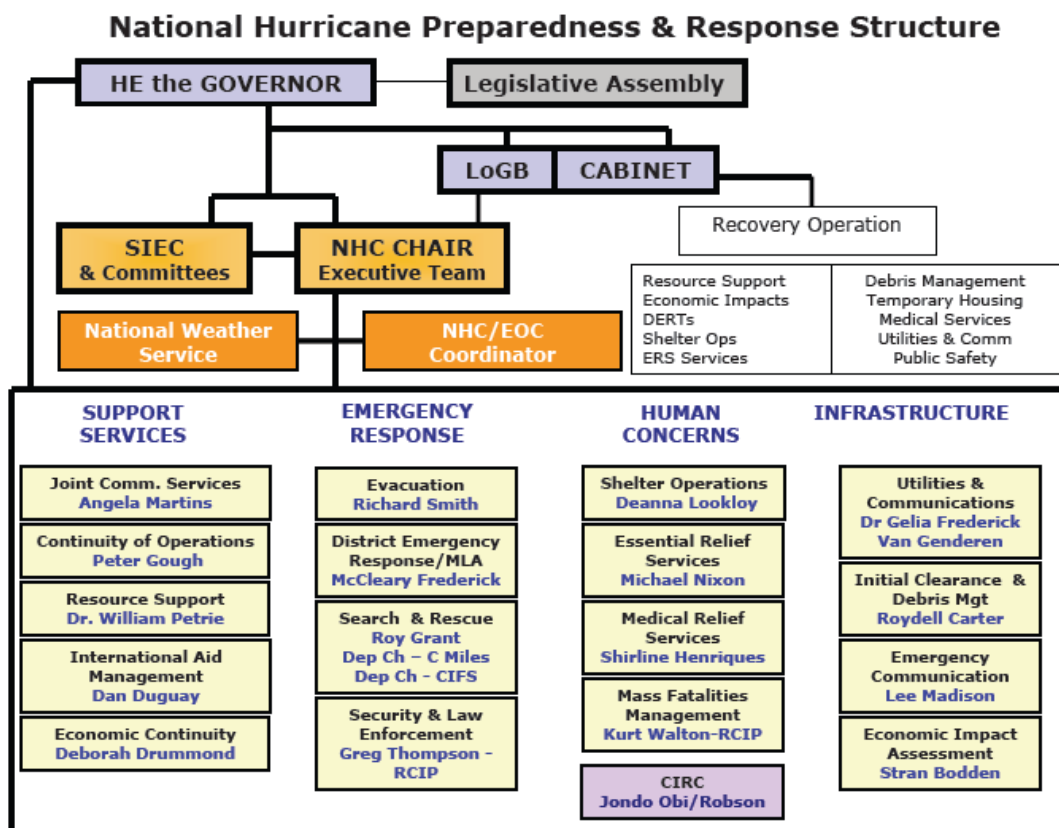 National Hurricane Preparedness & Response Structure
HE the GOVERNOR
Legislative Assembly
LoGB
CABINET
Recovery Operation
SIEC
& Committees
NHC CHAIR
Executive Team
Resource Support
Economic Impacts
DERTs
Shelter Ops
ERS Services
Debris Management
Temporary Housing
Medical Services
Utilities & Comm
Public Safety
National Weather
Service
NHC/EOC
Coordinator
SUPPORT
SERVICES
Joint Comm. Services
Angela Martins
Continuity of Operations
Peter Gough
Resource Support
Dr. William Petrie
International Aid
Management
Dan Duguay
Economic Continuity
Deborah Drummond
EMERGENCY
RESPONSE
Evacuation
Richard Smith
District Emergency
Response/MLA
McCleary Frederick
Search & Rescue
Roy Grant
Dep Ch – C Miles
Dep Ch - CIFS
Security & Law
Enforcement
Greg Thompson -
RCIP
HUMAN
CONCERNS
Shelter Operations
Deanna Lookloy
Essential Relief
Services
Michael Nixon
Medical Relief
Services
Shirline Henriques
Mass Fatalities
Management
Kurt Walton-RCIP
CIRC
Jondo Obi/Robson
INFRASTRUCTURE
Utilities &
Communications
Dr Gelia Frederick
Van Genderen
Initial Clearance &
Debris Mgt
Roydell Carter
Emergency
Communication
Lee Madison
Economic Impact
Assessment
Stran Bodden